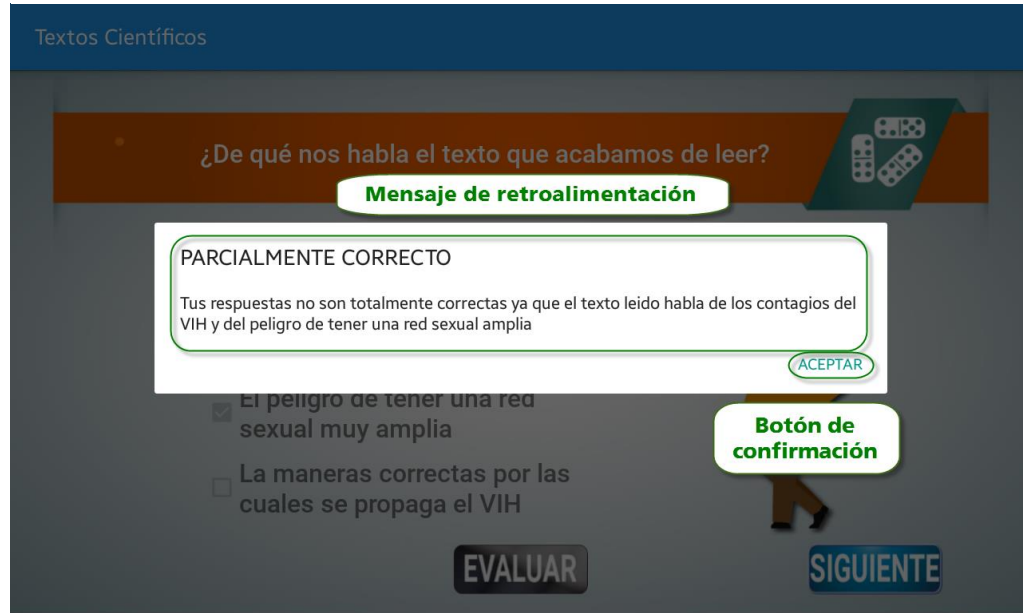 Textos Científicos
¿De qué nos habla el texto que acabamos de leer?
Mensaje de retroalimentación
PARCIALMENTE CORRECTO
Tus respuestas no son totalmente correctas ya que el texto leido habla de los contagios del
VIH y del peligro de tener una red sexual amplia
ACEPTAR
El peligro de tener una red
sexual muy amplia
Botón de
confirmación
La maneras correctas por las
cuales se propaga el VIH
EVALUAR
SIGUIENTE